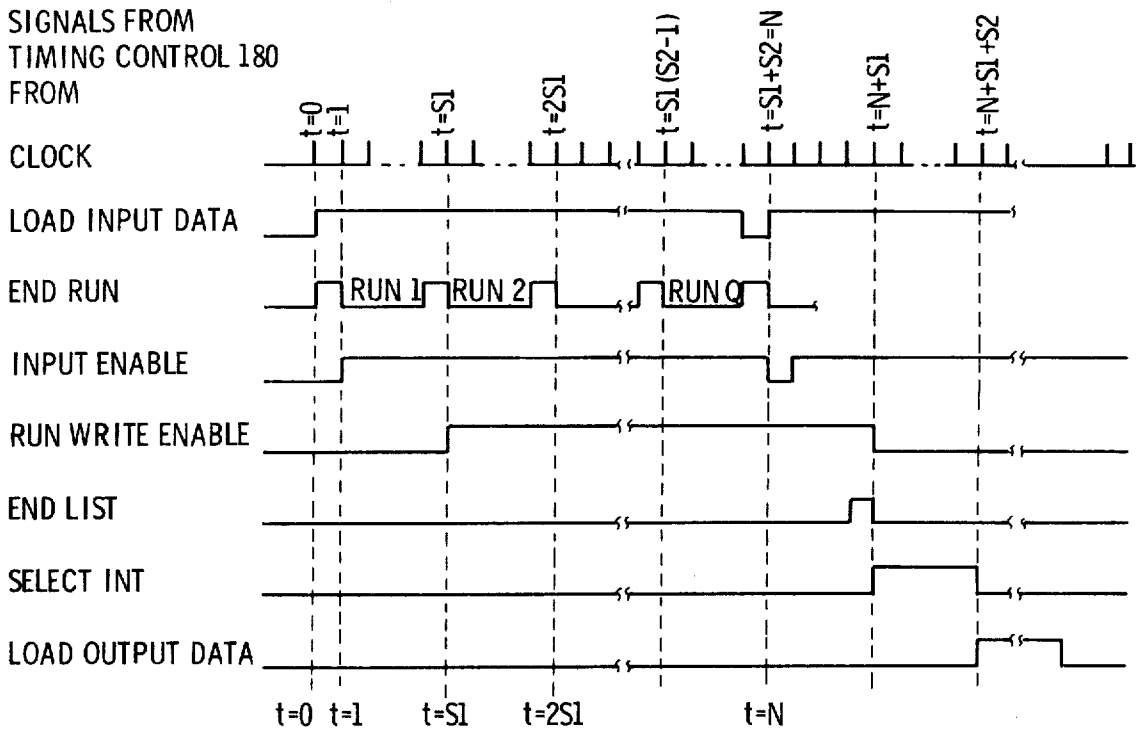 SIGNALS FROM
TIMING CONTROL 180
FROM
t=0
t=1
t=S1
t=2S1
t=S1(S2-1)
t=S1+S2=N
t=N+S1
t=N+S1+S2
CLOCK
LOAD INPUT DATA
END RUN
RUN 1
RUN 2
RUN Q
INPUT ENABLE
RUN WRITE ENABLE
END LIST
SELECT INT
LOAD OUTPUT DATA
t=0 t=1 t=S1 t=2S1 t=N